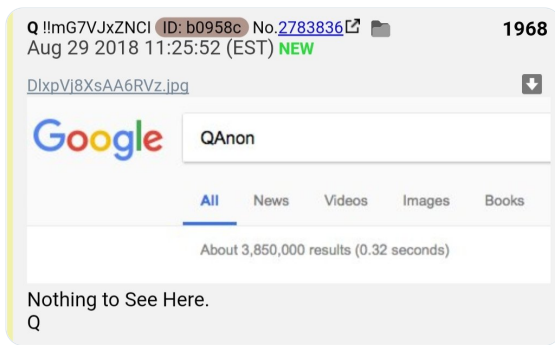 Q !!mG7VJxZNCI ID: b0958c No.2783836 1968
Aug 29 2018 11:25:52 (EST) NEW
DlxpVj8XsAA6RVz.jpg
Google QAnon
All News Videos Images Books
About 3,850,000 results (0.32 seconds)
Nothing to See Here.
Q